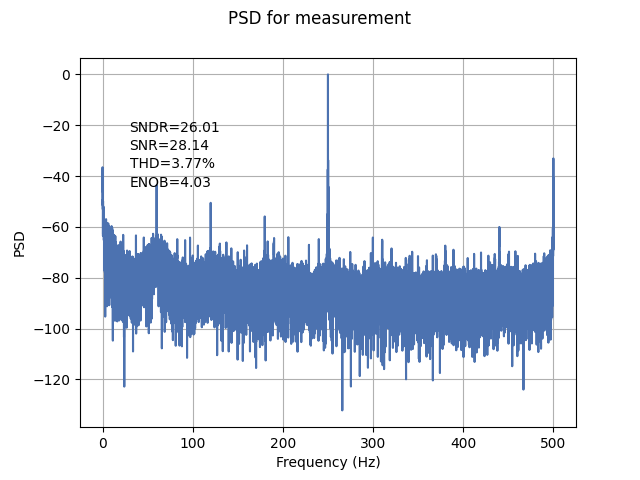 PSD for measurement
0
−20
−40
−60
−80
−100
−120
PSD
SNDR=26.01
SNR=28.14
THD=3.77%
ENOB=4.03
0
100
200
300
400
500
Frequency (Hz)